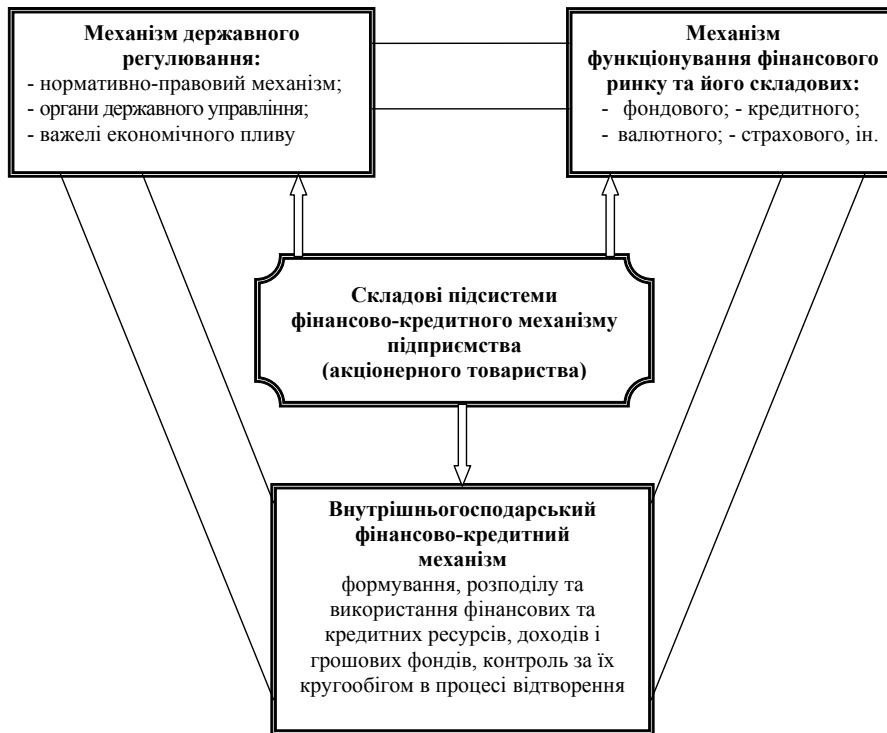 Механізм державного
регулювання:
- нормативно-правовий механізм;
- органи державного управління;
- важелі економічного пливу
Механізм
функціонування фінансового
ринку та його складових:
- фондового; - кредитного;
- валютного; - страхового, ін.
Складові підсистеми
фінансово-кредитного механізму
підприємства
(акціонерного товариства)
Внутрішньогосподарський
фінансово-кредитний
механізм
формування, розподілу та
використання фінансових та
кредитних ресурсів, доходів і
грошових фондів, контроль за їх
кругообігом в процесі відтворення